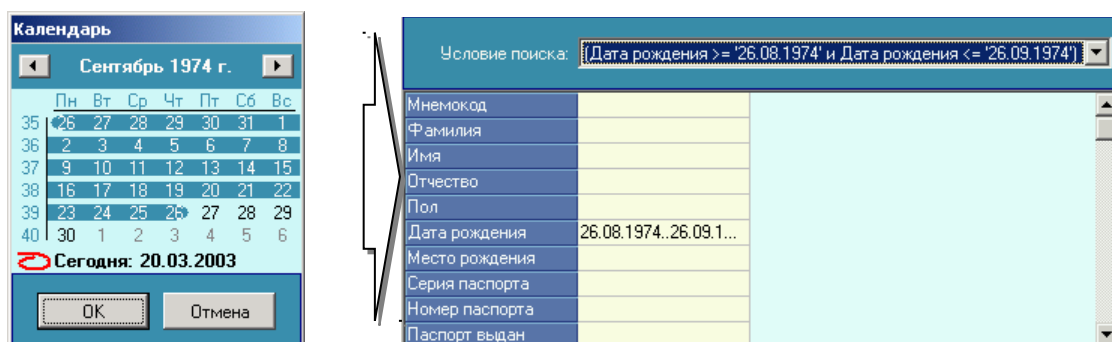 Календарь
Сентябрь 1974 г.
Пн Вт Ср Чт Пт Сб Вс
35 26 27 28 29 30 31 1
36 2 3 4 5 6 7 8
37 9 10 11 12 13 14 15
38 16 17 18 19 20 21 22
39 23 24 25 26 27 28 29
40 30 1 2 3 4 5 6
Сегодня: 20.03.2003
OK Отмена
Условие поиска: (Дата рождения >= '26.08.1974' и Дата рождения <= '26.09.1974')
Мнемокод
Фамилия
Имя
Отчество
Пол
Дата рождения 26.08.1974..26.09.1...
Место рождения
Серия паспорта
Номер паспорта
Паспорт выдан